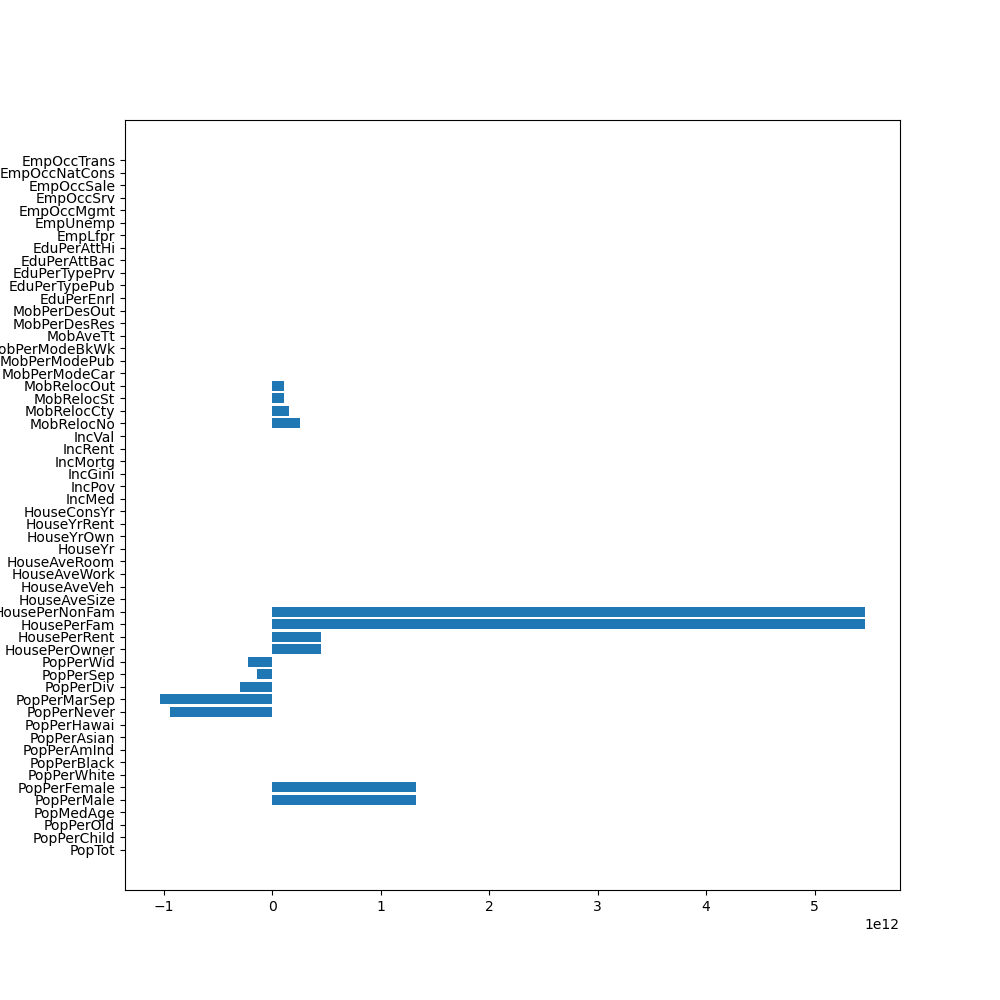 EmpOccTrans
EmpOccNatCons
EmpOccSale
EmpOccSrv
EmpOccMgmt
EmpUnemp
EmpLfpr
EduPerAttHi
EduPerAttBac
EduPerTypePrv
EduPerTypePub
EduPerEnrl
MobPerDesOut
MobPerDesRes
MobAveTt
obPerModeBkWk
MobPerModePub
MobPerModeCar
MobRelocOut
MobRelocSt
MobRelocCty
MobRelocNo
IncVal
IncRent
IncMortg
IncGini
IncPov
IncMed
HouseConsYr
HouseYrRent
HouseYrOwn
HouseYr
HouseAveRoom
HouseAveWork
HouseAveVeh
HouseAveSize
HousePerNonFam
HousePerFam
HousePerRent
HousePerOwner
PopPerWid
PopPerSep
PopPerDiv
PopPerMarSep
PopPerNever
PopPerHawai
PopPerAsian
PopPerAmInd
PopPerBlack
PopPerWhite
PopPerFemale
PopPerMale
PopMedAge
PopPerOld
PopPerChild
PopTot
−1 0 1 2 3 4 5
1e12